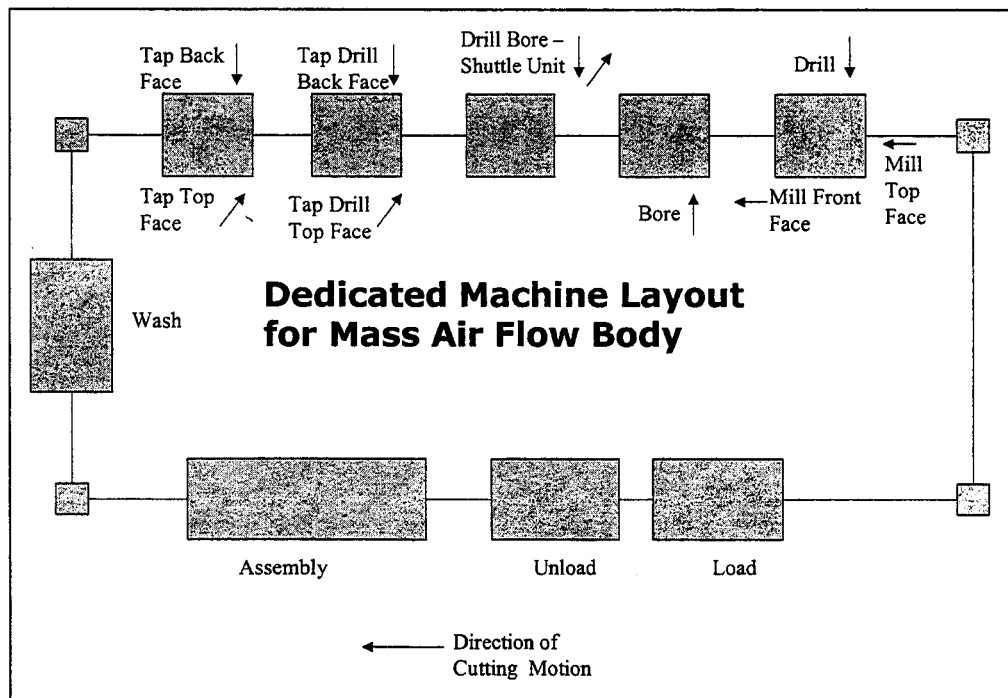 Tap Back
Face
Tap Drill
Back Face
Drill Bore –
Shuttle Unit
Drill
Tap Top
Face
Tap Drill
Top Face
Bore
Mill Front
Face
Mill
Top
Face
Wash
Dedicated Machine Layout
for Mass Air Flow Body
Assembly
Unload
Load
Direction of
Cutting Motion